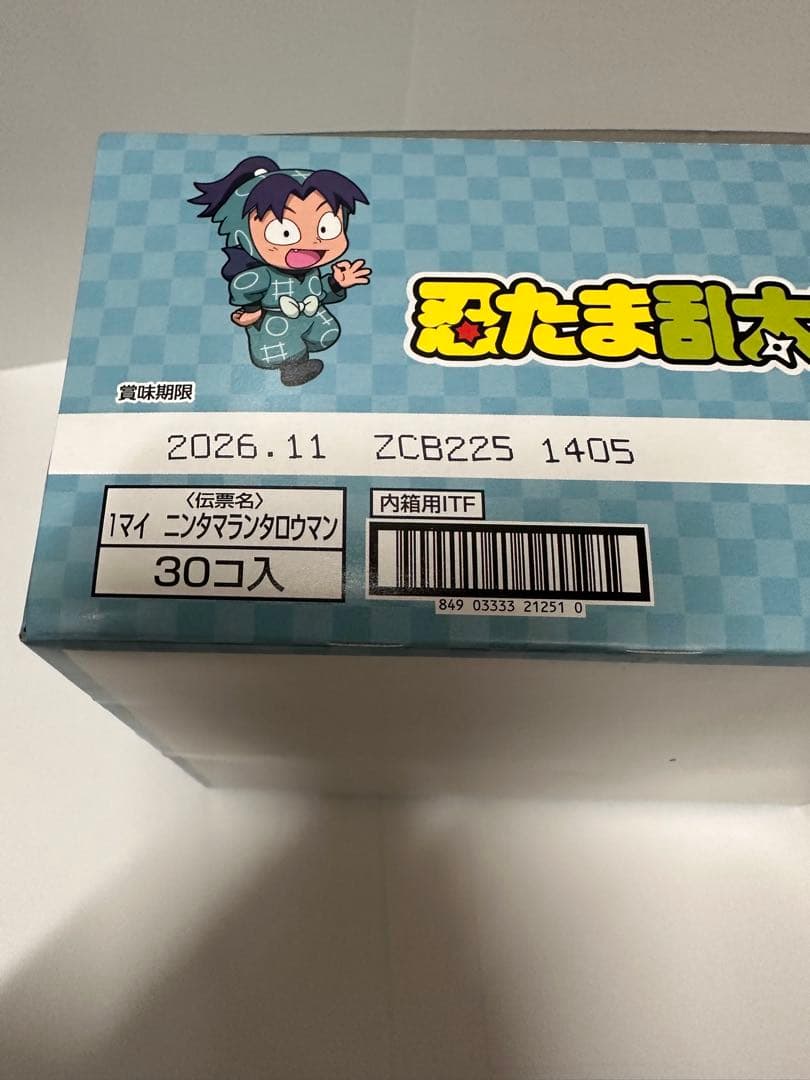 忍たま乱太
賞味期限
2026.11 ZCB225 1405
〈伝票名〉
1マイ ニンタマランタロウマン
30コ入
内箱用ITF
849 03333 21251 0